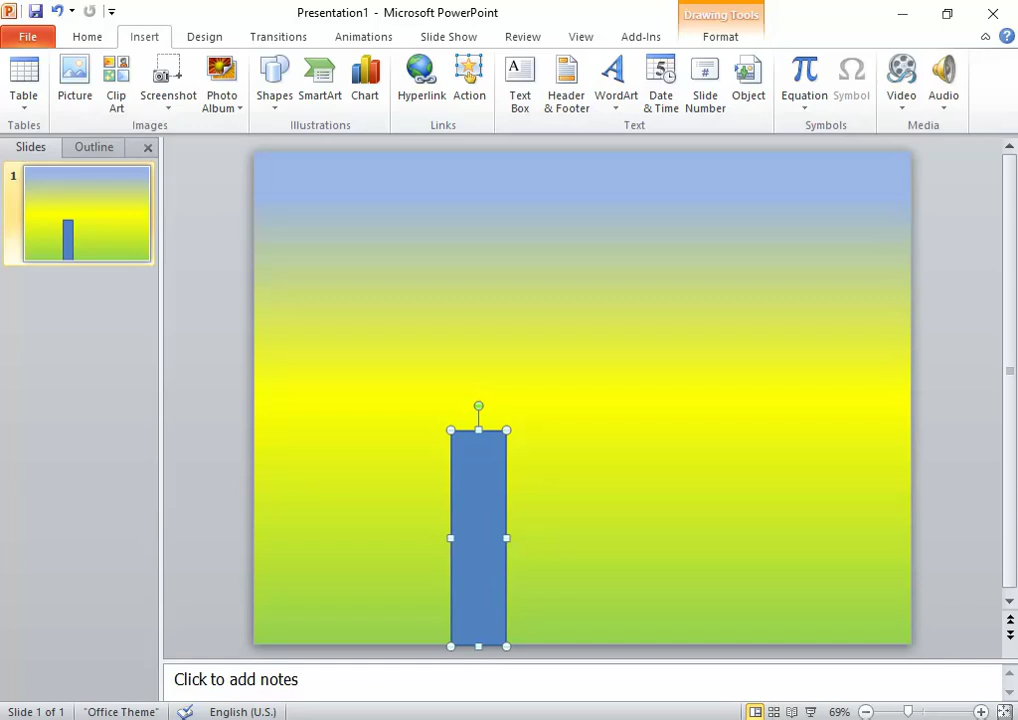 Presentation1 - Microsoft PowerPoint
Drawing Tools
File Home Insert Design Transitions Animations Slide Show Review View Add-Ins Format
Table
Picture
Clip
Art
Screenshot
Photo
Album
Shapes
SmartArt
Chart
Hyperlink
Action
Text
Box
Header
& Footer
WordArt
Date
& Time
Slide
Number
Object
Equation
Symbol
Video
Audio
Tables Images Illustrations Links Text Symbols Media
Slides Outline
1
Click to add notes
Slide 1 of 1 "Office Theme" English (U.S.) 69%